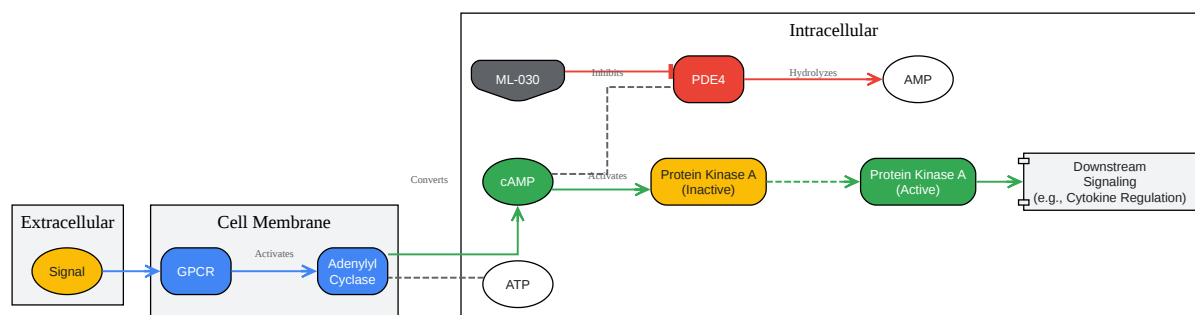 Intracellular
ML-030
Inhibits
PDE4
Hydrolyzes
AMP
Converts
cAMP
Activates
Protein Kinase A
(Inactive)
Protein Kinase A
(Active)
Downstream
Signaling
(e.g., Cytokine Regulation)
Extracellular
Signal
Cell Membrane
GPCR
Activates
Adenylyl
Cyclase
ATP